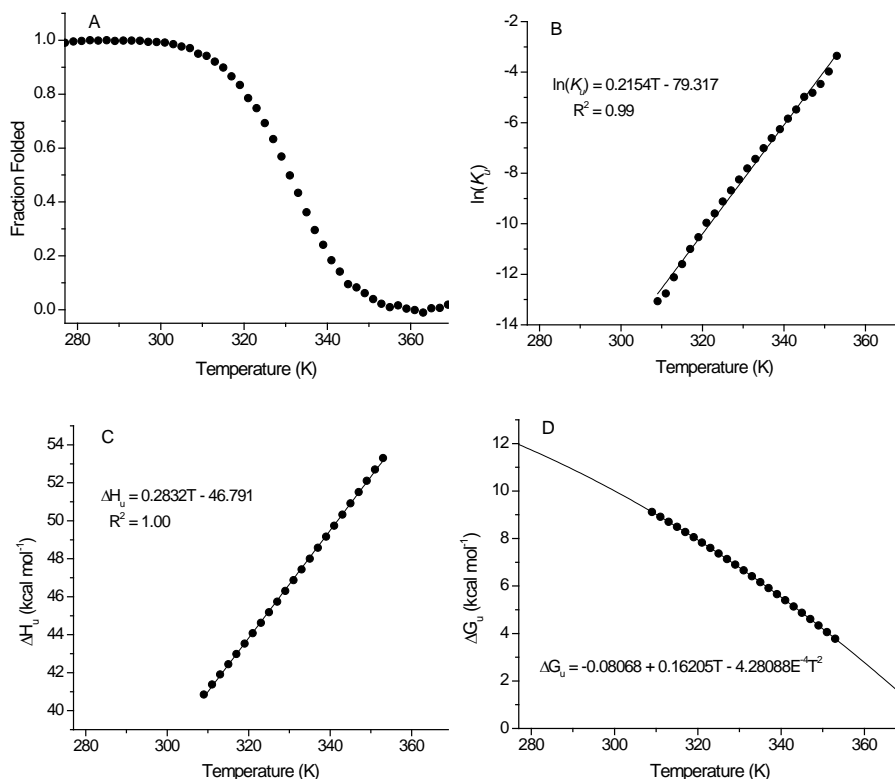 A
1.0
0.8
0.6
0.4
0.2
0.0
Fraction Folded
280 300 320 340 360
Temperature (K)
B
ln(Kᵤ) = 0.2154T - 79.317
R² = 0.99
-2
-4
-6
-8
-10
-12
-14
ln(Kᵤ)
280 300 320 340 360
Temperature (K)
C
ΔHᵤ = 0.2832T - 46.791
R² = 1.00
54
52
50
48
46
44
42
40
ΔHᵤ (kcal mol⁻¹)
280 300 320 340 360
Temperature (K)
D
12
10
8
6
4
2
0
ΔGᵤ (kcal mol⁻¹)
ΔGᵤ = -0.08068 + 0.16205T - 4.28088E⁻⁴T²
280 300 320 340 360
Temperature (K)